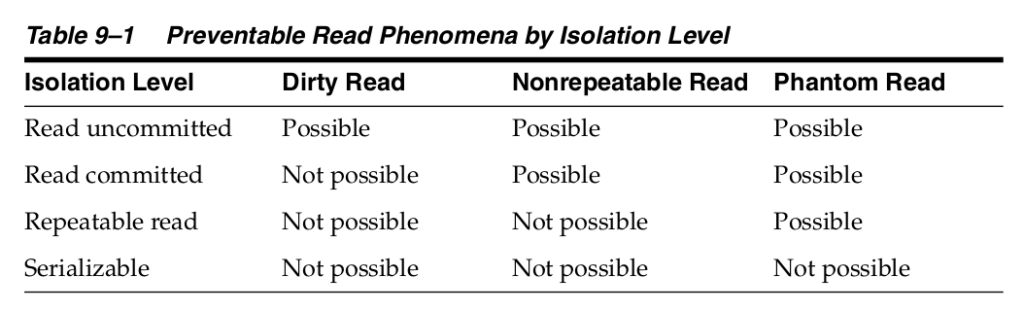 Table 9–1 Preventable Read Phenomena by Isolation Level
Isolation Level Dirty Read Nonrepeatable Read Phantom Read
Read uncommitted Possible Possible Possible
Read committed Not possible Possible Possible
Repeatable read Not possible Not possible Possible
Serializable Not possible Not possible Not possible